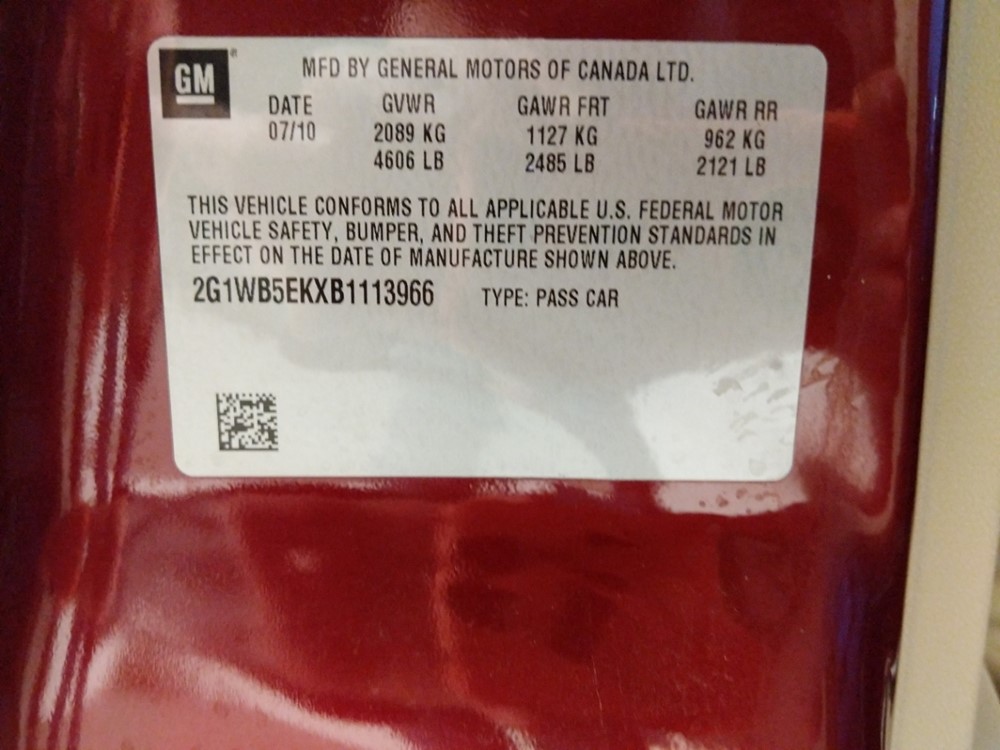 GM
MFD BY GENERAL MOTORS OF CANADA LTD.
DATE GVWR GAWR FRT GAWR RR
07/10 2089 KG 1127 KG 962 KG
4606 LB 2485 LB 2121 LB
THIS VEHICLE CONFORMS TO ALL APPLICABLE U.S. FEDERAL MOTOR
VEHICLE SAFETY, BUMPER, AND THEFT PREVENTION STANDARDS IN
EFFECT ON THE DATE OF MANUFACTURE SHOWN ABOVE.
2G1WB5EKXB1113966 TYPE: PASS CAR